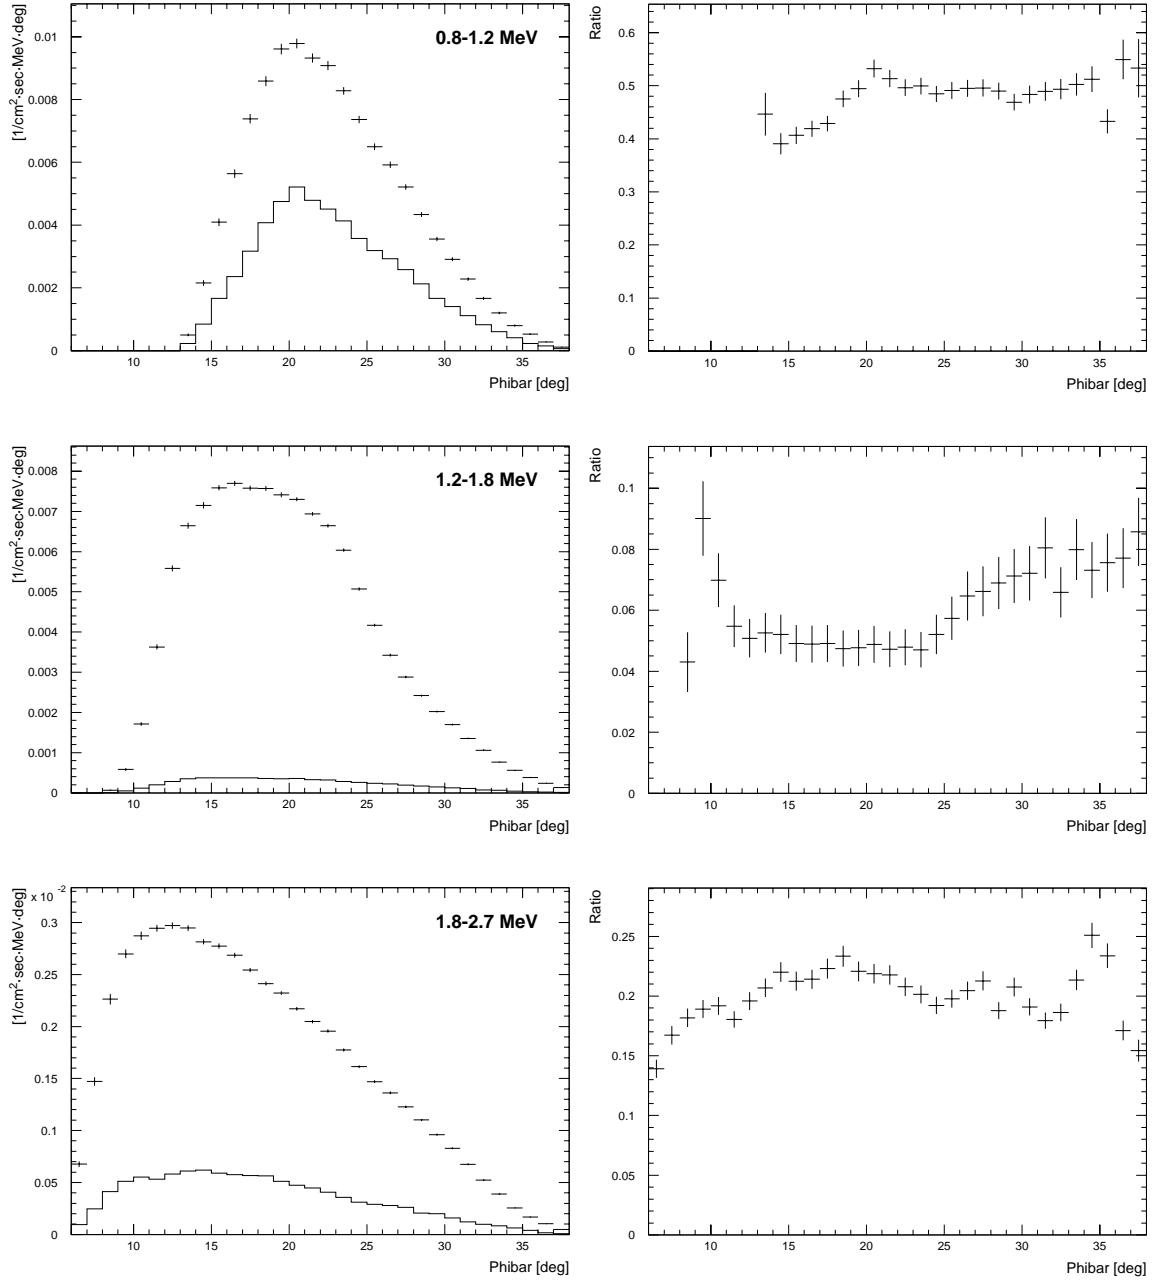 [1/cm²·sec·MeV·deg]
0.01
0.008
0.006
0.004
0.002
0
0.8-1.2 MeV
10 15 20 25 30 35
Phibar [deg]
Ratio
0.6
0.5
0.4
0.3
0.2
0.1
0
10 15 20 25 30 35
Phibar [deg]
[1/cm²·sec·MeV·deg]
0.008
0.007
0.006
0.005
0.004
0.003
0.002
0.001
0
1.2-1.8 MeV
10 15 20 25 30 35
Phibar [deg]
Ratio
0.1
0.08
0.06
0.04
0.02
0
10 15 20 25 30 35
Phibar [deg]
[1/cm²·sec·MeV·deg]
x 10 -2
0.3
0.25
0.2
0.15
0.1
0.05
0
1.8-2.7 MeV
10 15 20 25 30 35
Phibar [deg]
Ratio
0.25
0.2
0.15
0.1
0.05
0
10 15 20 25 30 35
Phibar [deg]